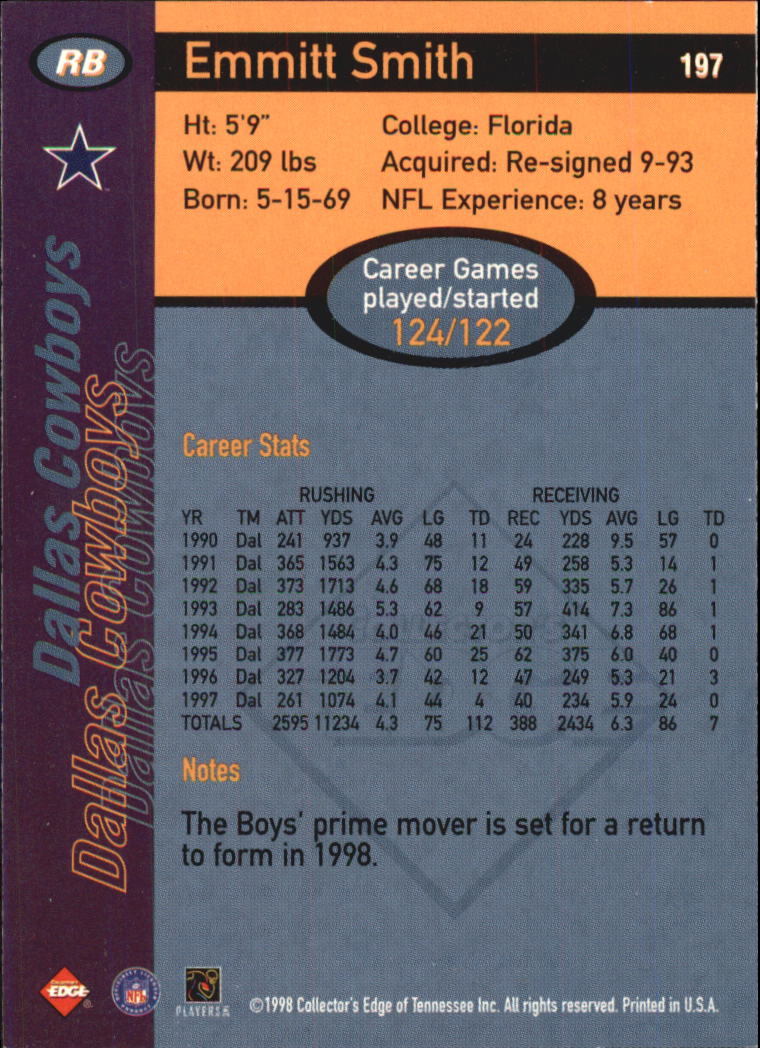 RB
Emmitt Smith 197
Ht: 5'9" College: Florida
Wt: 209 lbs Acquired: Re-signed 9-93
Born: 5-15-69 NFL Experience: 8 years
Career Games
played/started
124/122
Dallas Cowboys
Dallas Cowboys
Dallas Cowboys
Career Stats
RUSHING RECEIVING
YR TM ATT YDS AVG LG TD REC YDS AVG LG TD
1990 Dal 241 937 3.9 48 11 24 228 9.5 57 0
1991 Dal 365 1563 4.3 75 12 49 258 5.3 14 1
1992 Dal 373 1713 4.6 68 18 59 335 5.7 26 1
1993 Dal 283 1486 5.3 62 9 57 414 7.3 86 1
1994 Dal 368 1484 4.0 46 21 50 341 6.8 68 1
1995 Dal 377 1773 4.7 60 25 62 375 6.0 40 0
1996 Dal 327 1204 3.7 42 12 47 249 5.3 21 3
1997 Dal 261 1074 4.1 44 4 40 234 5.9 24 0
TOTALS 2595 11234 4.3 75 112 388 2434 6.3 86 7
Notes
The Boys' prime mover is set for a return
to form in 1998.
EDGE
NFL
PLAYERS
©1998 Collector's Edge of Tennessee Inc. All rights reserved. Printed in U.S.A.